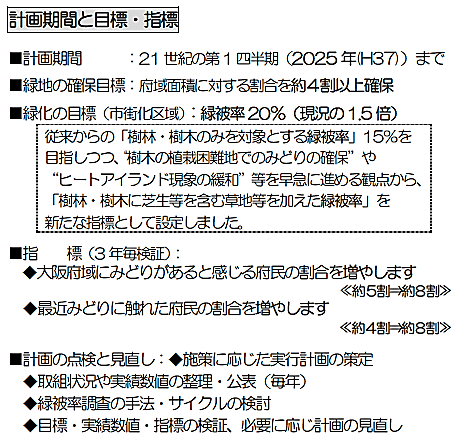 計画期間と目標・指標
■計画期間　　：21世紀の第1四半期（2025年(H37)）まで
■緑地の確保目標：府域面積に対する割合を約4割以上確保
■緑化の目標（市街化区域）：緑被率20％（現況の1.5倍）
従来からの「樹林・樹木のみを対象とする緑被率」15％を
目指しつつ、“樹木の植栽困難地でのみどりの確保”や
“ヒートアイランド現象の緩和”等を早急に進める観点から、
「樹林・樹木に芝生等を含む草地等を加えた緑被率」を
新たな指標として設定しました。
■指　　標（3年毎検証）：
◆大阪府域にみどりがあると感じる府民の割合を増やします
≪約5割⇒約8割≫
◆最近みどりに触れた府民の割合を増やします
≪約4割⇒約8割≫
■計画の点検と見直し：◆施策に応じた実行計画の策定
◆取組状況や実績数値の整理・公表（毎年）
◆緑被率調査の手法・サイクルの検討
◆目標・実績数値・指標の検証、必要に応じ計画の見直し